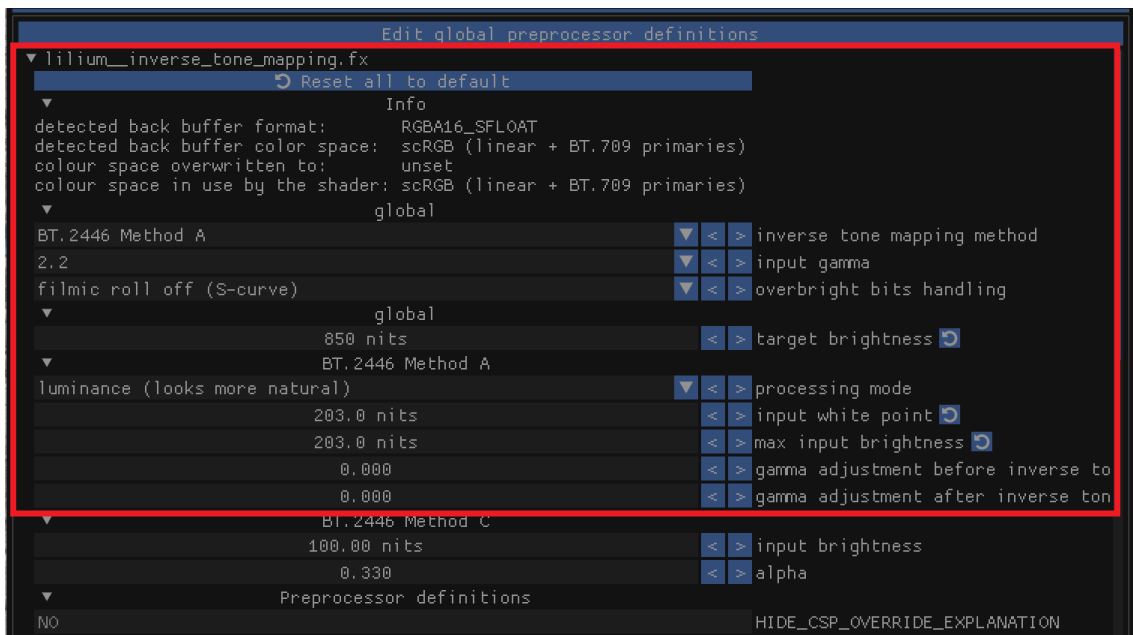 Edit global preprocessor definitions
lilium__inverse_tone_mapping.fx
Reset all to default
Info
detected back buffer format: RGBA16_SFLOAT
detected back buffer color space: scRGB (linear + BT.709 primaries)
colour space overwritten to: unset
colour space in use by the shader: scRGB (linear + BT.709 primaries)
global
BT.2446 Method A < > inverse tone mapping method
2.2 < > input gamma
filmic roll off (S-curve) < > overbright bits handling
global
850 nits < > target brightness
BT.2446 Method A
luminance (looks more natural) < > processing mode
203.0 nits < > input white point
203.0 nits < > max input brightness
0.000 < > gamma adjustment before inverse to
0.000 < > gamma adjustment after inverse ton
BT.2446 Method C
100.00 nits < > input brightness
0.330 < > alpha
Preprocessor definitions
NO HIDE_CSP_OVERRIDE_EXPLANATION